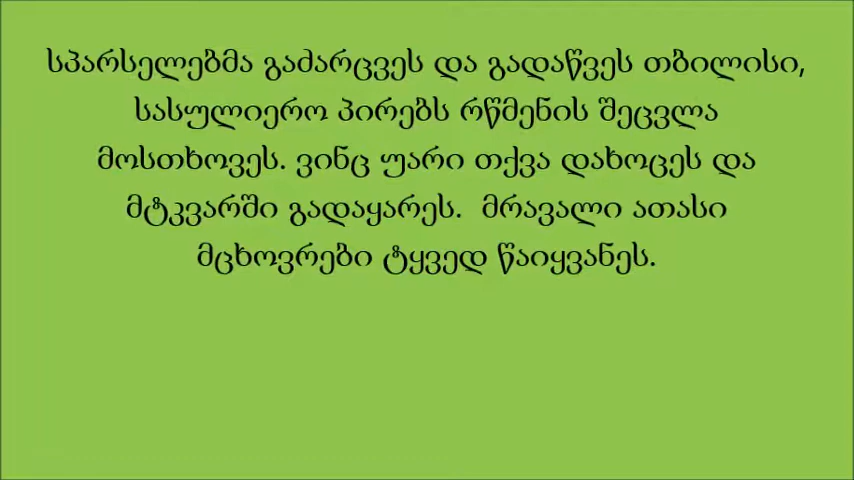 სპარსელებმა გაძარცვეს და გადაწვეს თბილისი,
სასულიერო პირებს რწმენის შეცვლა
მოსთხოვეს. ვინც უარი თქვა დახოცეს და
მტკვარში გადაყარეს.  მრავალი ათასი
მცხოვრები ტყვედ წაიყვანეს.